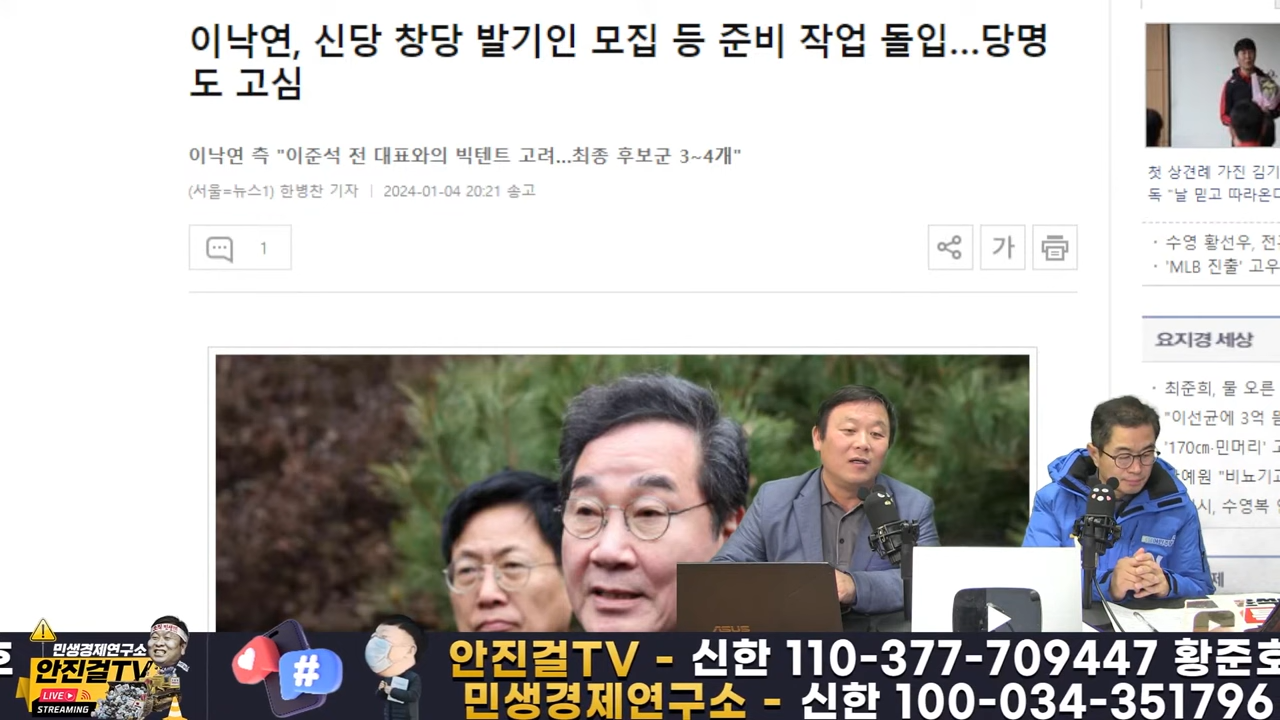 이낙연, 신당 창당 발기인 모집 등 준비 작업 돌입...당명
도 고심
이낙연 측 "이준석 전 대표와의 빅텐트 고려...최종 후보군 3~4개"
(서울=뉴스1) 한병찬 기자 | 2024-01-04 20:21 송고
1
가
첫 상견례 가진 김기
독 "날 믿고 따라온다
· 수영 황선우, 전
· 'MLB 진출' 고우
요지경 세상
· 최준희, 물 오른
"이선균에 3억
'170㎝·민머리'
예원 "비뇨기고
시, 수영복
제
ASUS
호
민생경제연구소
안진걸TV
LIVE
STREAMING
#
안진걸TV - 신한 110-377-709447 황준호
민생경제연구소 - 신한 100-034-351796